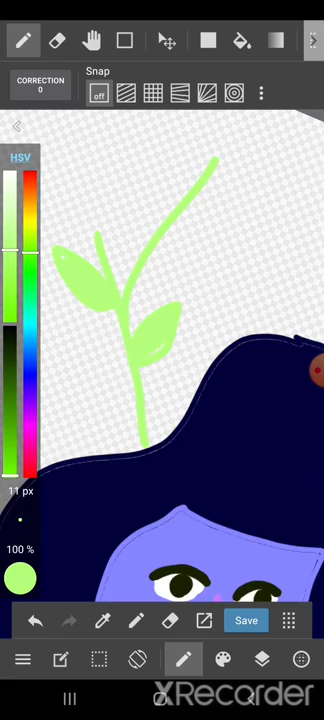 CORRECTION
0
Snap
off
HSV
11 px
100 %
Save
XRecorder